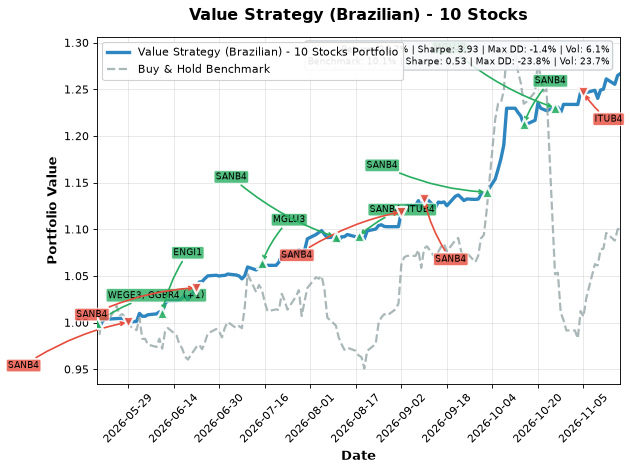 Value Strategy (Brazilian) - 10 Stocks
Value Strategy (Brazilian) - 10 Stocks Portfolio
Buy & Hold Benchmark
% | Sharpe: 3.93 | Max DD: -1.4% | Vol: 6.1%
Benchmark: 10.1% | Sharpe: 0.53 | Max DD: -23.8% | Vol: 23.7%
Portfolio Value
1.30
1.25
1.20
1.15
1.10
1.05
1.00
0.95
SANB4
ITUB4
SANB4
SANB4
SANB4
ITUB4
MGLU3
SANB4
SANB4
ENGI1
WEGE3, GGBR4
SANB4
SANB4
2026-05-29
2026-06-14
2026-06-30
2026-07-16
2026-08-01
2026-08-17
2026-09-02
2026-09-18
2026-10-04
2026-10-20
2026-11-05
Date